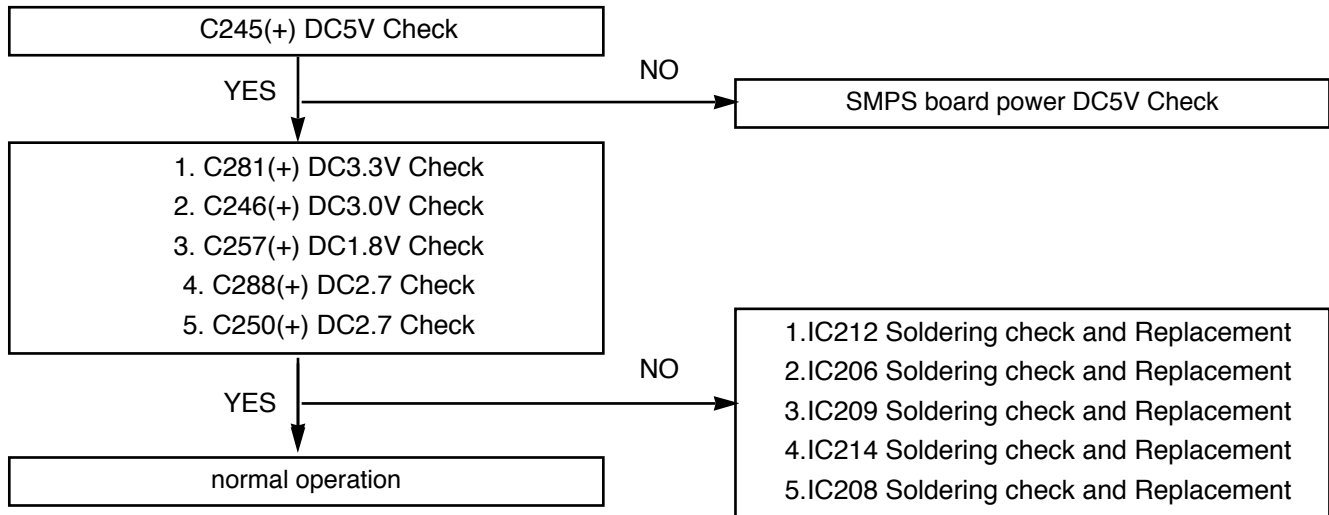 C245(+) DC5V Check
YES
NO
SMPS board power DC5V Check
1. C281(+) DC3.3V Check
2. C246(+) DC3.0V Check
3. C257(+) DC1.8V Check
4. C288(+) DC2.7 Check
5. C250(+) DC2.7 Check
YES
NO
1.IC212 Soldering check and Replacement
2.IC206 Soldering check and Replacement
3.IC209 Soldering check and Replacement
4.IC214 Soldering check and Replacement
5.IC208 Soldering check and Replacement
normal operation